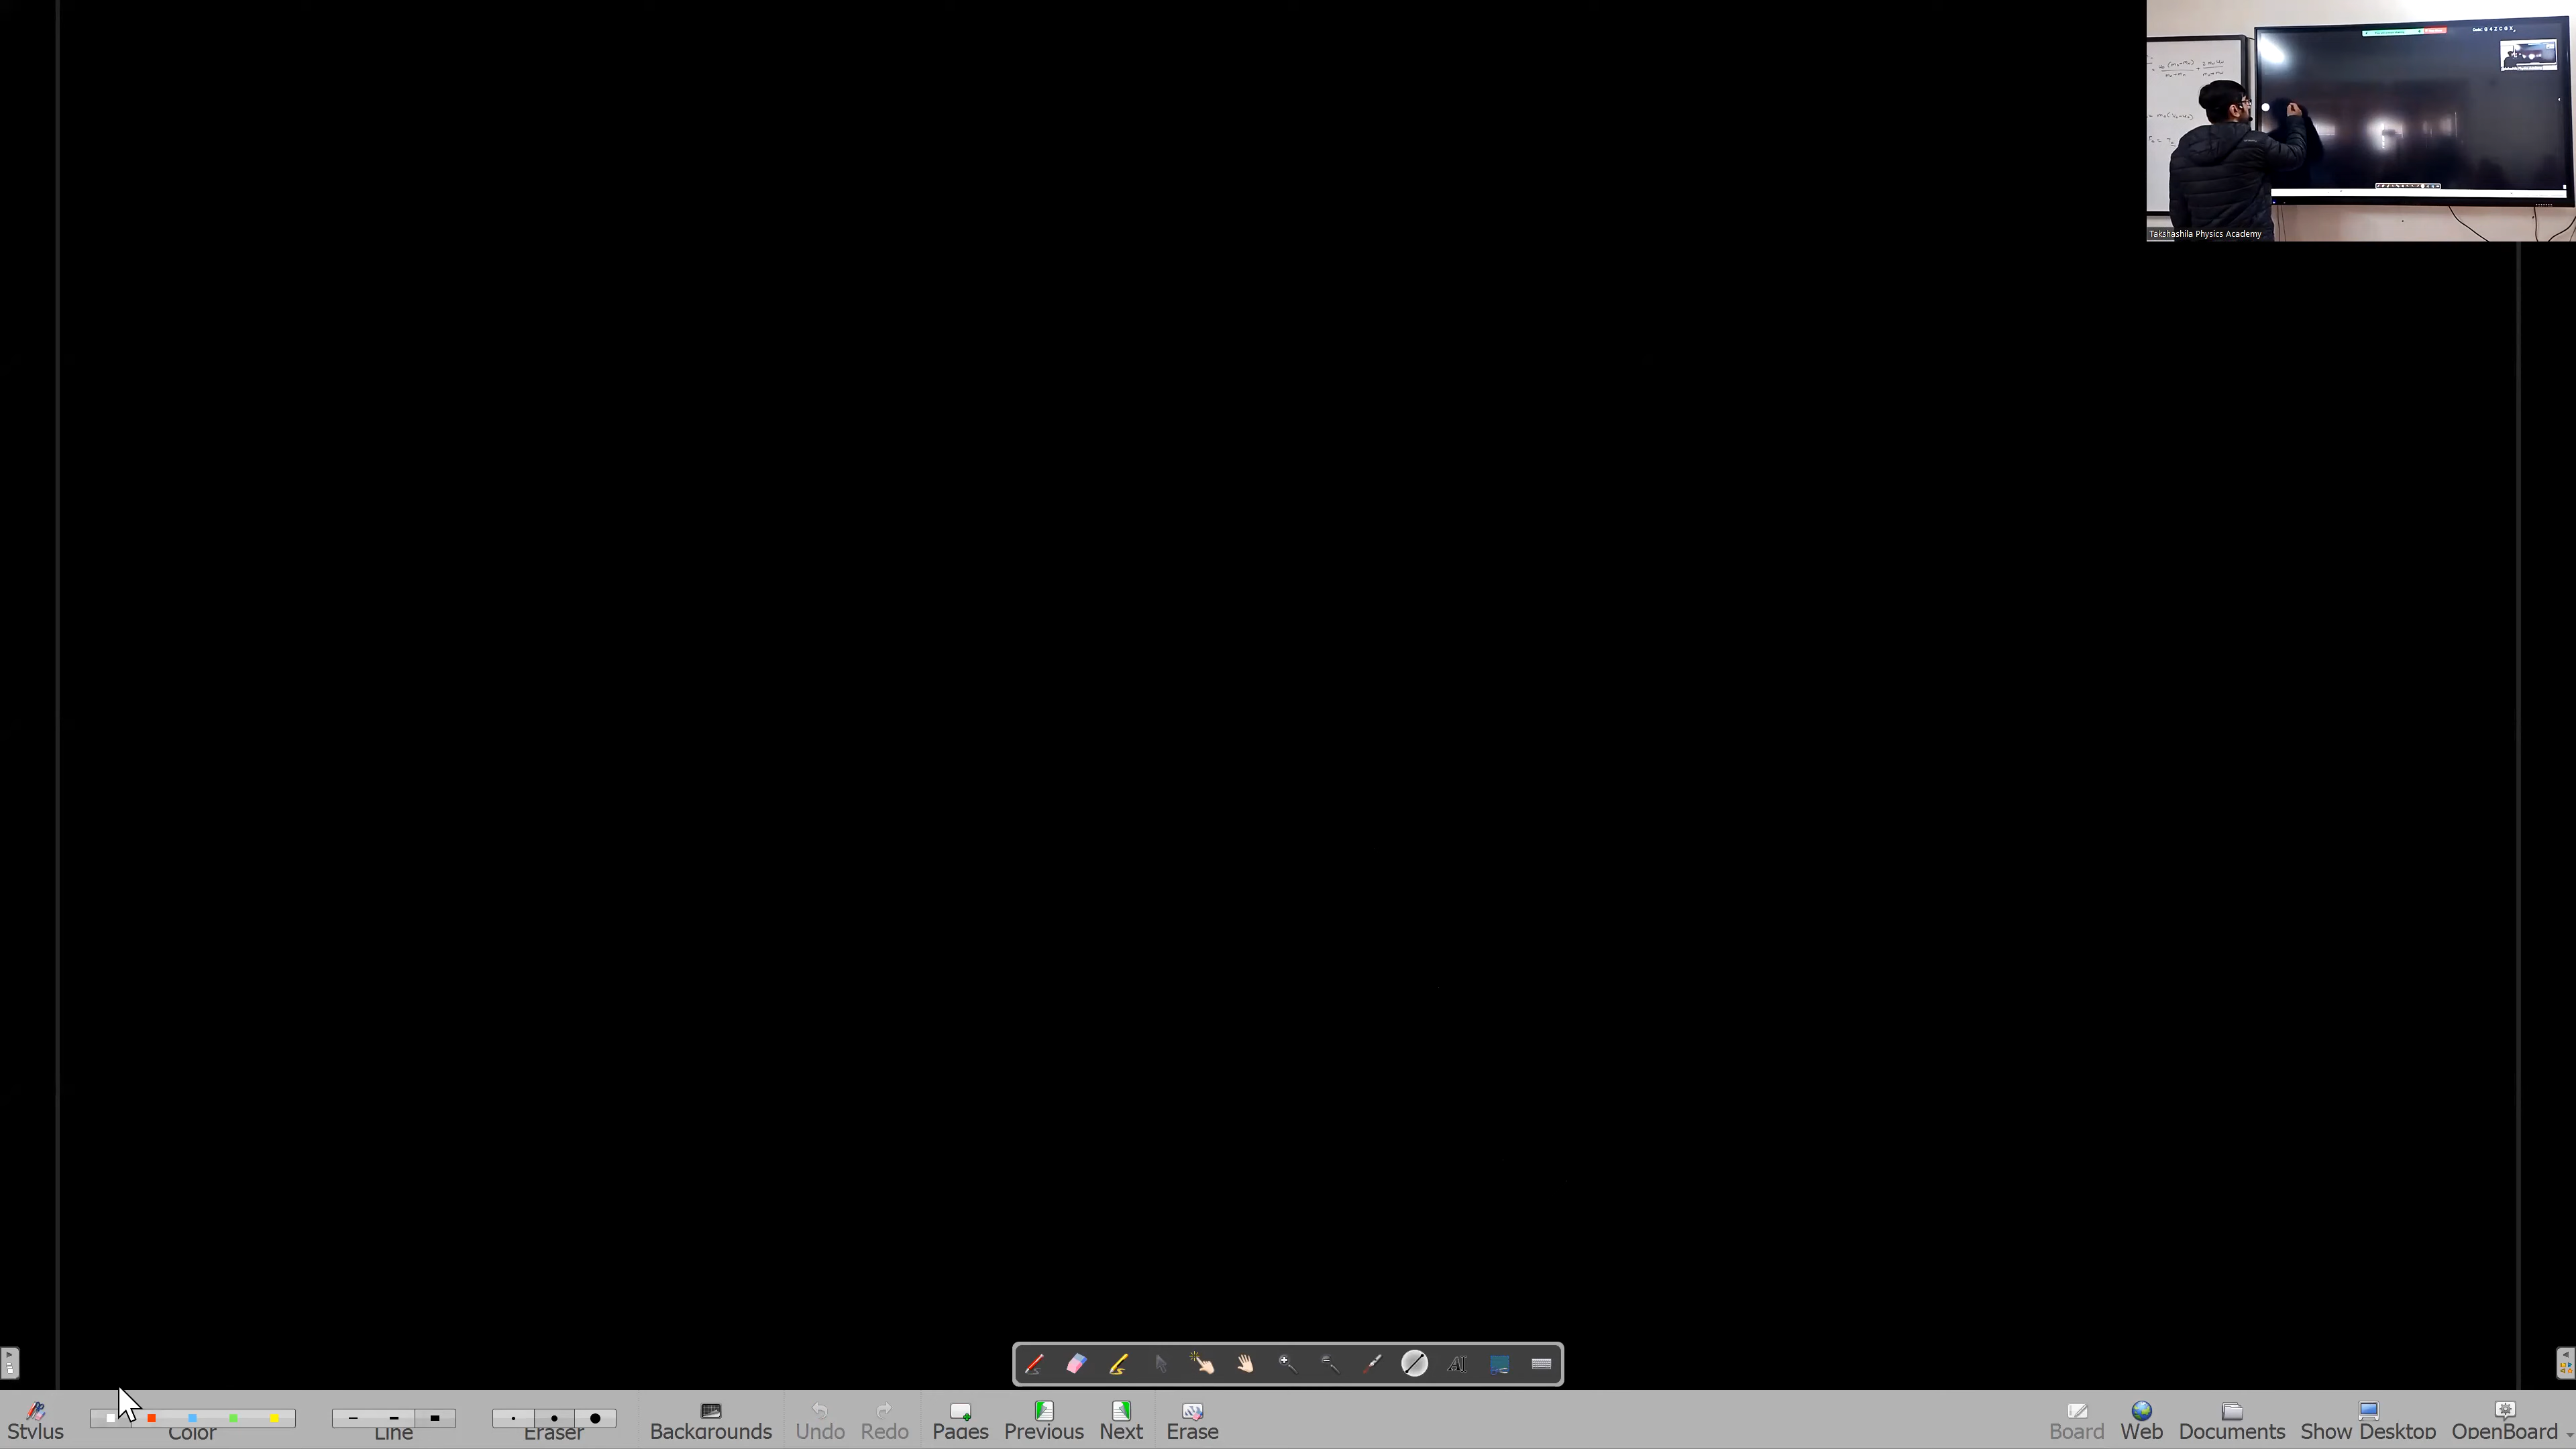 Takshashila Physics Academy
Stylus
Color
Line
Eraser
Backgrounds
Undo
Redo
Pages
Previous
Next
Erase
Board
Web
Documents
Show Desktop
OpenBoard